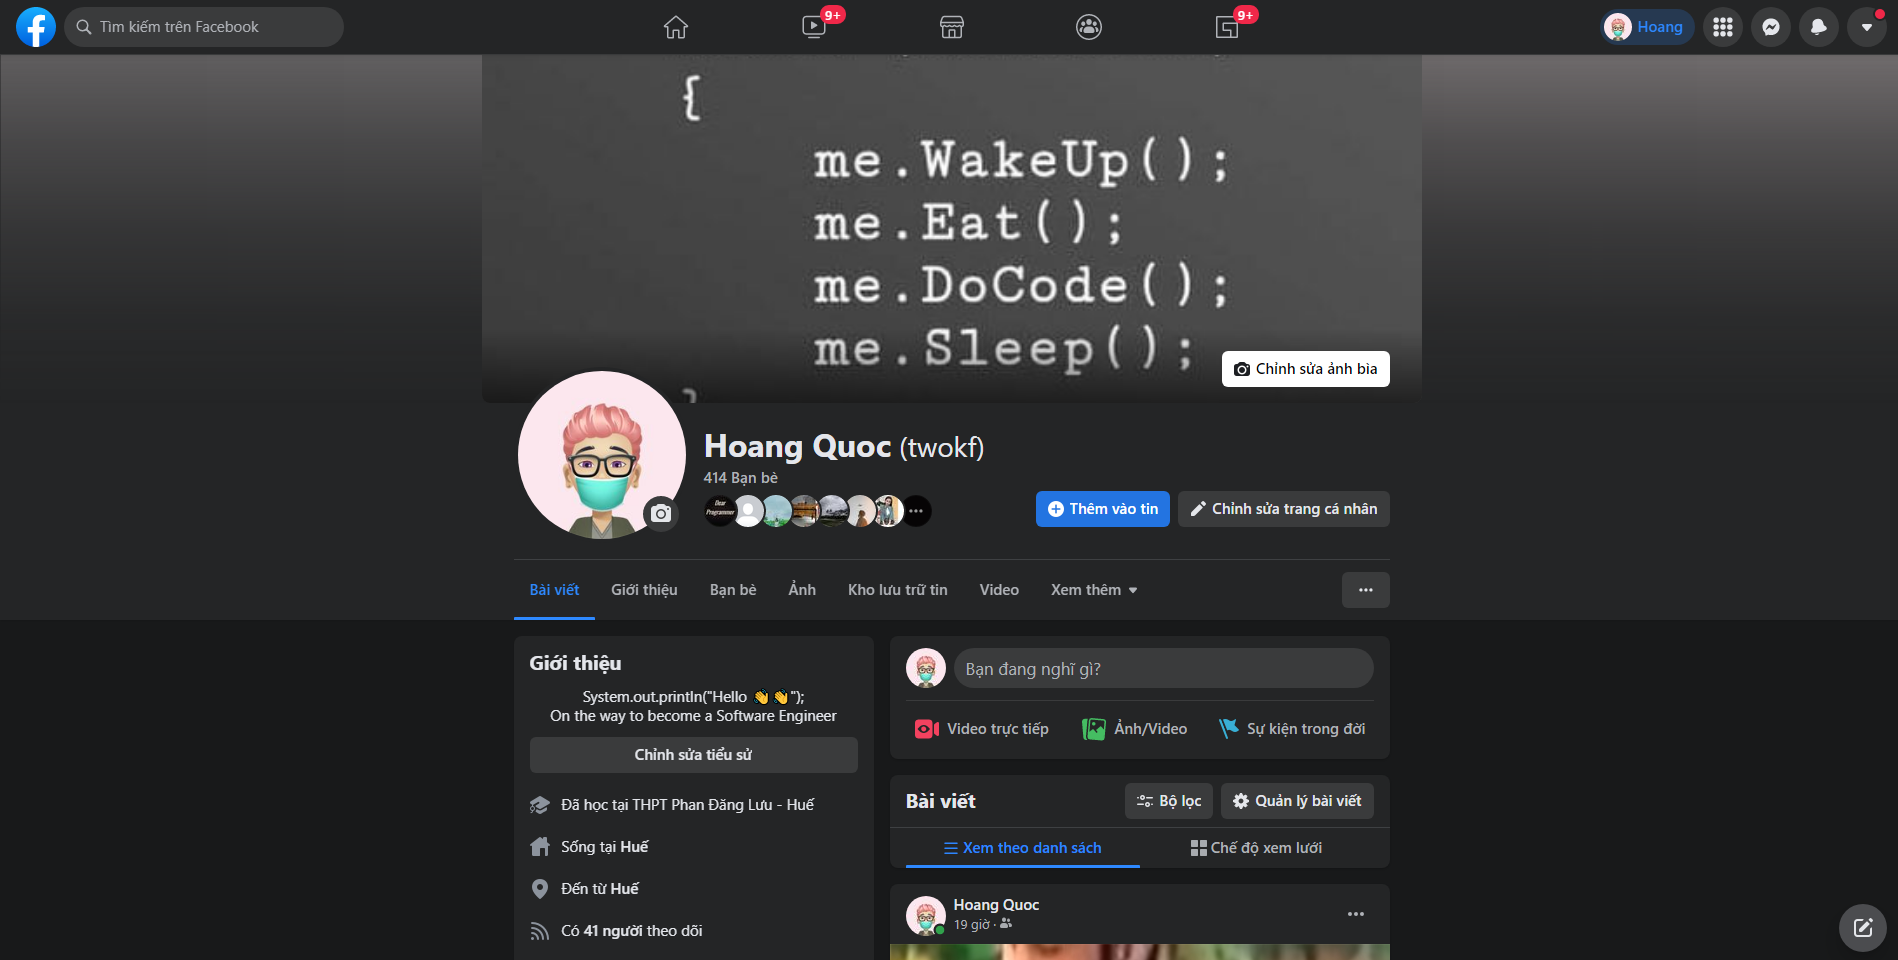 Tìm kiếm trên Facebook
9+
9+
Hoang
{
me.WakeUp();
me.Eat();
me.DoCode();
me.Sleep();
}
Chỉnh sửa ảnh bìa
Hoang Quoc (twokf)
414 Bạn bè
Dear
Programmer
Thêm vào tin
Chỉnh sửa trang cá nhân
Bài viết
Giới thiệu
Bạn bè
Ảnh
Kho lưu trữ tin
Video
Xem thêm
Giới thiệu
System.out.println("Hello 👏👏");
On the way to become a Software Engineer
Chỉnh sửa tiểu sử
Đã học tại THPT Phan Đăng Lưu - Huế
Sống tại Huế
Đến từ Huế
Có 41 người theo dõi
Bạn đang nghĩ gì?
Video trực tiếp
Ảnh/Video
Sự kiện trong đời
Bài viết
Bộ lọc
Quản lý bài viết
Xem theo danh sách
Chế độ xem lưới
Hoang Quoc
19 giờ ·